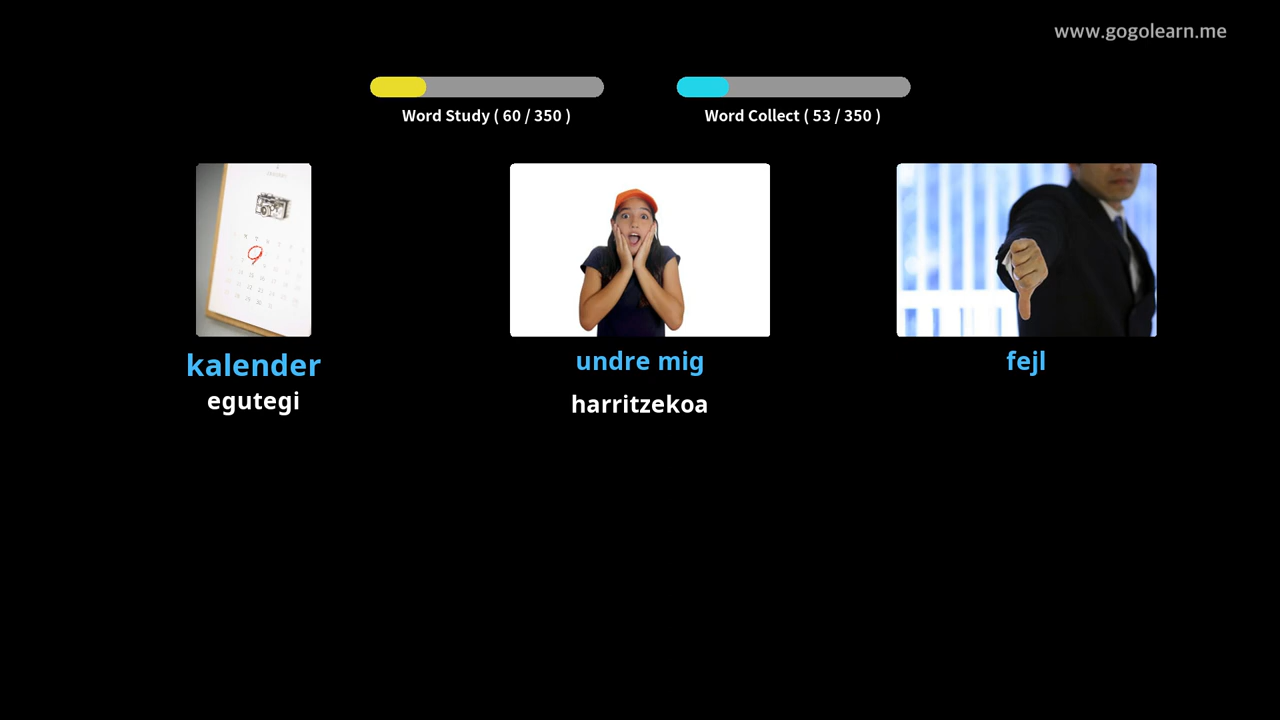 www.gogolearn.me
Word Study ( 60 / 350 )
Word Collect ( 53 / 350 )
kalender
undre mig
fejl
egutegi
harritzekoa